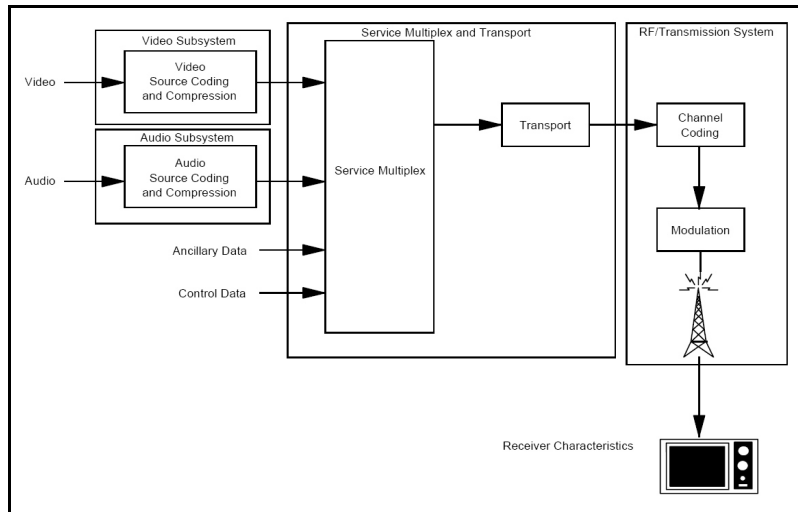 Video Subsystem
Service Multiplex and Transport
RF/Transmission System
Video
Video
Source Coding
and Compression
Audio Subsystem
Audio
Audio
Source Coding
and Compression
Service Multiplex
Transport
Channel
Coding
Modulation
Ancillary Data
Control Data
Receiver Characteristics